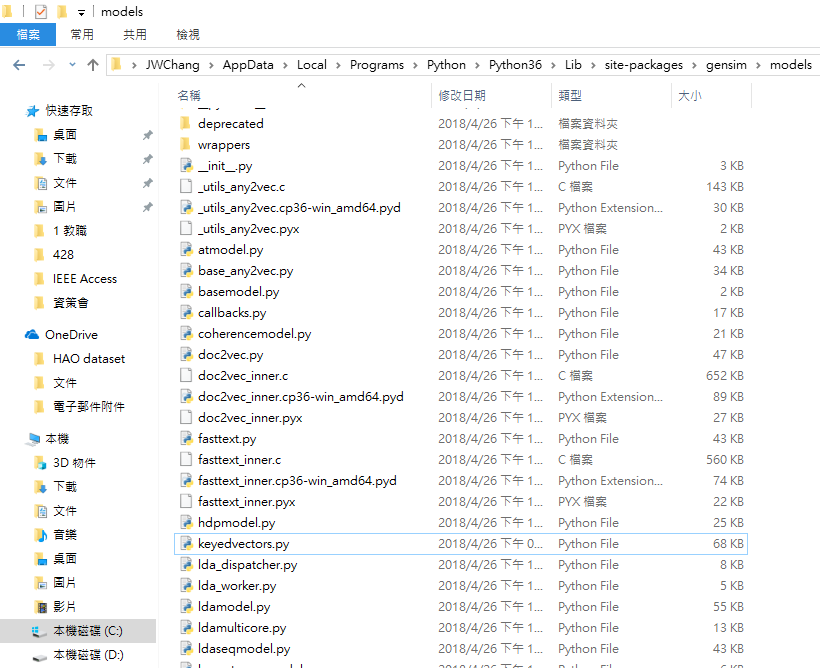 models
檔案 常用 共用 檢視
JWChang › AppData › Local › Programs › Python › Python36 › Lib › site-packages › gensim › models
名稱 修改日期 類型 大小
快速存取
桌面
下載
文件
圖片
1 教職
428
IEEE Access
資策會
OneDrive
HAO dataset
文件
電子郵件附件
本機
3D 物件
下載
文件
音樂
桌面
圖片
影片
本機磁碟 (C:)
本機磁碟 (D:)
deprecated 2018/4/26 下午 1... 檔案資料夾
wrappers 2018/4/26 下午 1... 檔案資料夾
__init__.py 2018/4/26 下午 1... Python File 3 KB
_utils_any2vec.c 2018/4/26 下午 1... C 檔案 143 KB
_utils_any2vec.cp36-win_amd64.pyd 2018/4/26 下午 1... Python Extension... 30 KB
_utils_any2vec.pyx 2018/4/26 下午 1... PYX 檔案 2 KB
atmodel.py 2018/4/26 下午 1... Python File 43 KB
base_any2vec.py 2018/4/26 下午 1... Python File 34 KB
basemodel.py 2018/4/26 下午 1... Python File 2 KB
callbacks.py 2018/4/26 下午 1... Python File 17 KB
coherencemodel.py 2018/4/26 下午 1... Python File 21 KB
doc2vec.py 2018/4/26 下午 1... Python File 47 KB
doc2vec_inner.c 2018/4/26 下午 1... C 檔案 652 KB
doc2vec_inner.cp36-win_amd64.pyd 2018/4/26 下午 1... Python Extension... 89 KB
doc2vec_inner.pyx 2018/4/26 下午 1... PYX 檔案 27 KB
fasttext.py 2018/4/26 下午 1... Python File 43 KB
fasttext_inner.c 2018/4/26 下午 1... C 檔案 560 KB
fasttext_inner.cp36-win_amd64.pyd 2018/4/26 下午 1... Python Extension... 74 KB
fasttext_inner.pyx 2018/4/26 下午 1... PYX 檔案 22 KB
hdpmodel.py 2018/4/26 下午 1... Python File 25 KB
keyedvectors.py 2018/4/26 下午 0... Python File 68 KB
lda_dispatcher.py 2018/4/26 下午 1... Python File 8 KB
lda_worker.py 2018/4/26 下午 1... Python File 5 KB
ldamodel.py 2018/4/26 下午 1... Python File 55 KB
ldamulticore.py 2018/4/26 下午 1... Python File 13 KB
ldaseqmodel.py 2018/4/26 下午 1... Python File 43 KB